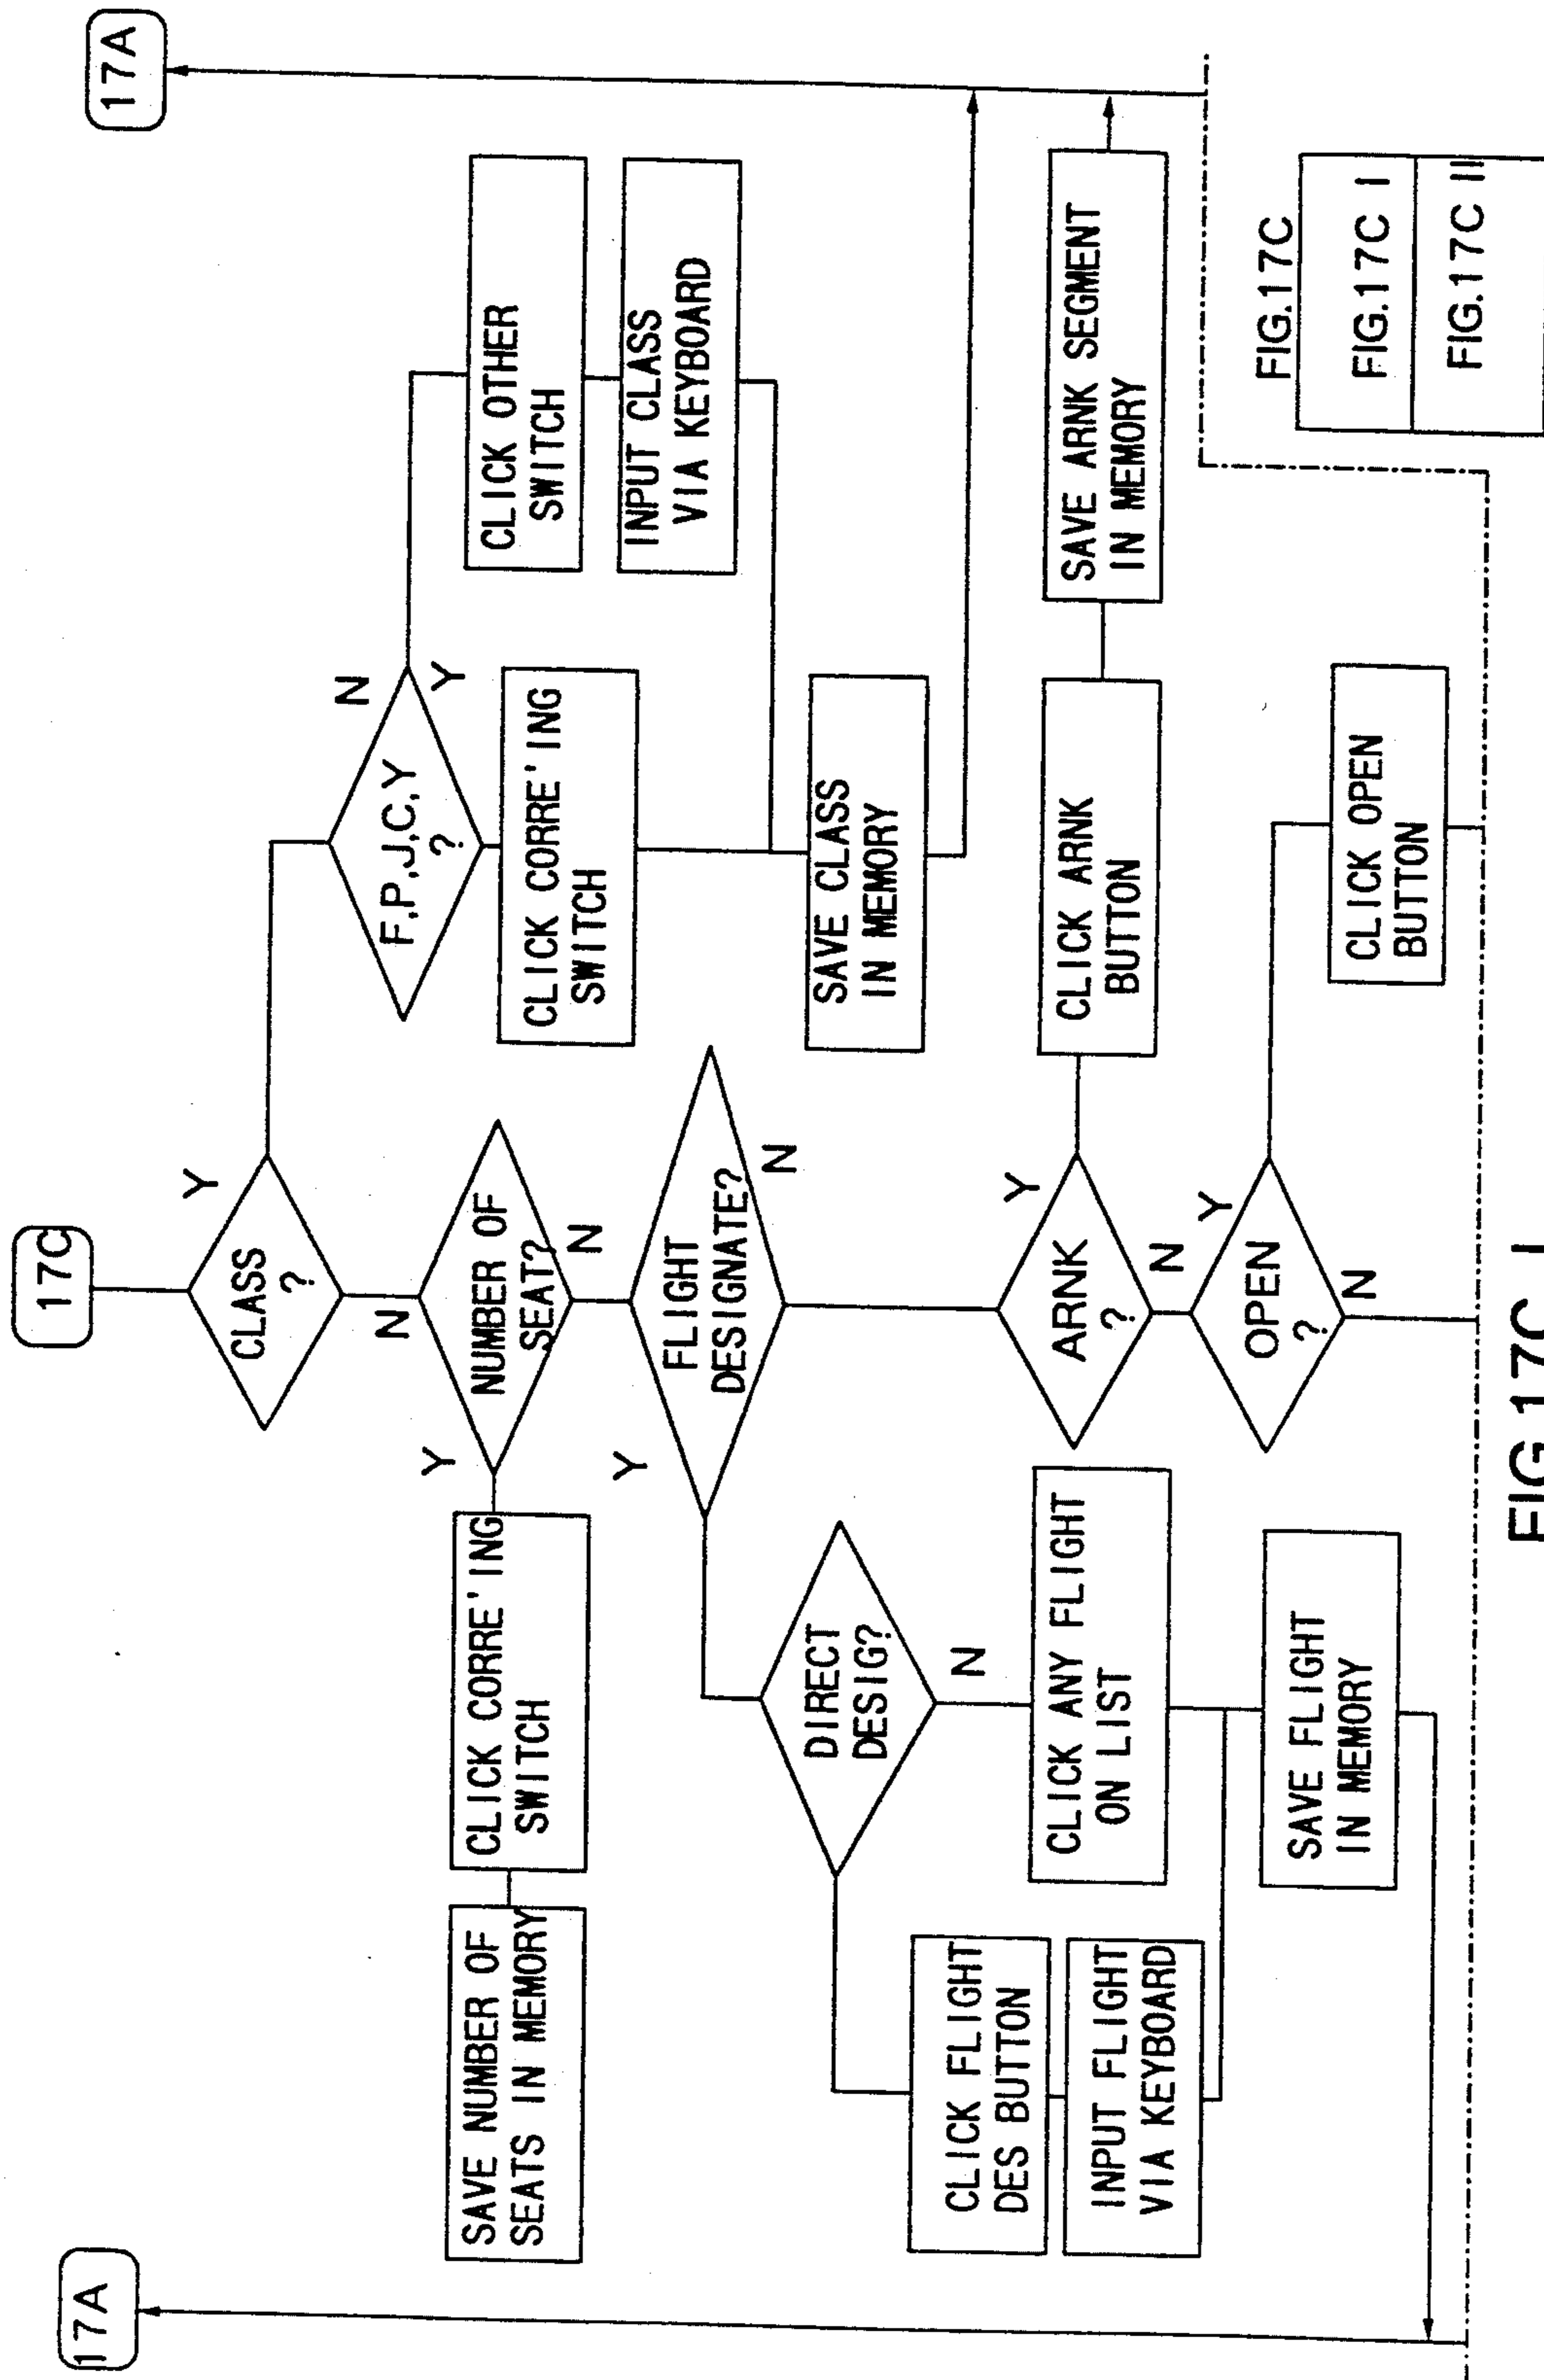 17C
17A
17A
CLASS
?
Y
N
F,P,J,C,Y
?
N
Y
CLICK OTHER
SWITCH
INPUT CLASS
VIA KEYBOARD
CLICK CORRE'ING
SWITCH
SAVE CLASS
IN MEMORY
NUMBER OF
SEAT?
Y
N
CLICK CORRE'ING
SWITCH
SAVE NUMBER OF
SEATS IN MEMORY
FLIGHT
DESIGNATE?
Y
N
DIRECT
DESIG?
N
CLICK FLIGHT
DES BUTTON
INPUT FLIGHT
VIA KEYBOARD
CLICK ANY FLIGHT
ON LIST
SAVE FLIGHT
IN MEMORY
ARNK
?
Y
N
CLICK ARNK
BUTTON
SAVE ARNK SEGMENT
IN MEMORY
OPEN
?
Y
N
CLICK OPEN
BUTTON
FIG.17C
FIG.17C I
FIG.17C II
FIG.17C I